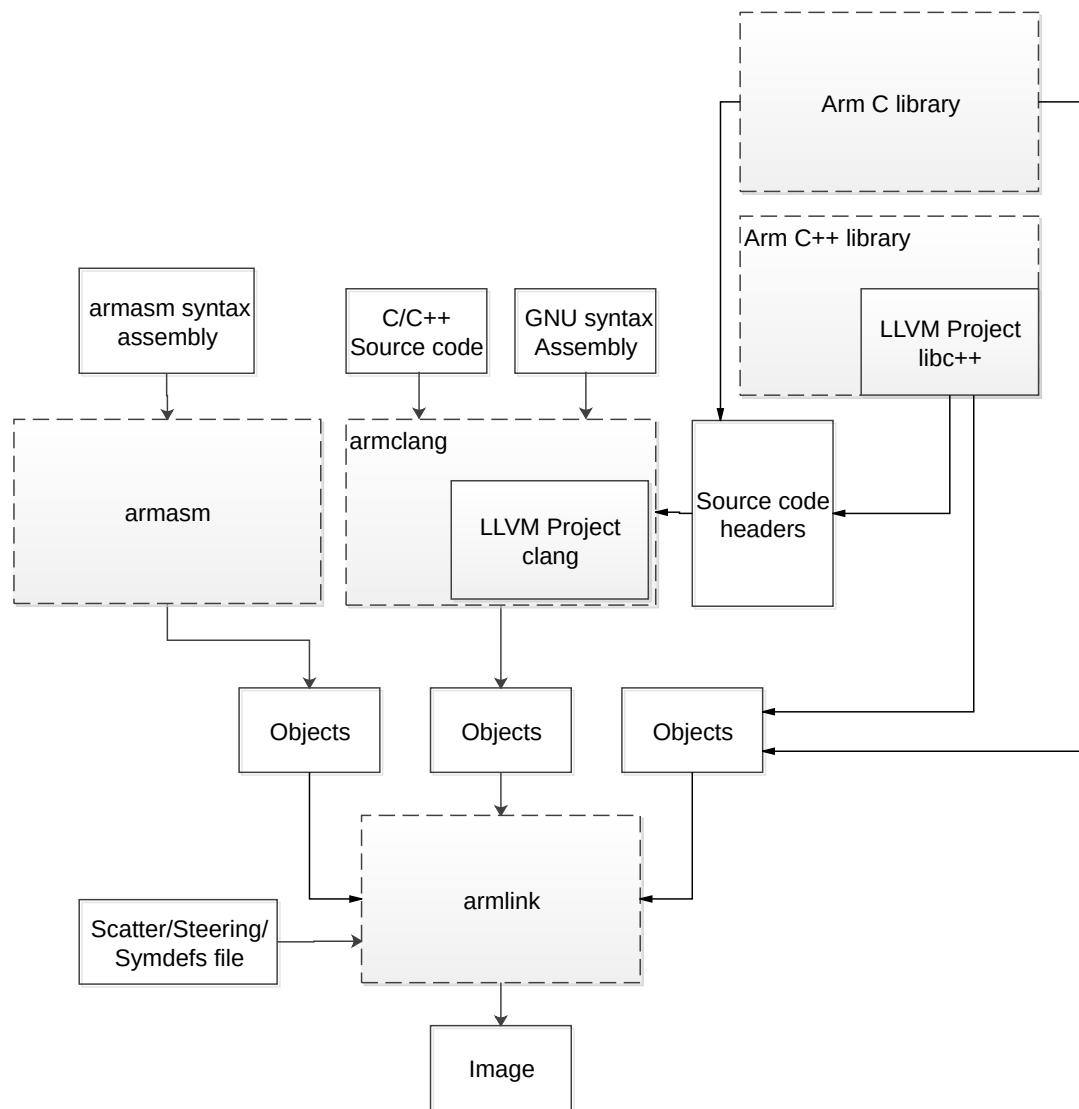 Arm C library
Arm C++ library
LLVM Project
libc++
armasm syntax
assembly
C/C++
Source code
GNU syntax
Assembly
armasm
armclang
LLVM Project
clang
Source code
headers
Objects
Objects
Objects
armlink
Scatter/Steering/
Symdefs file
Image